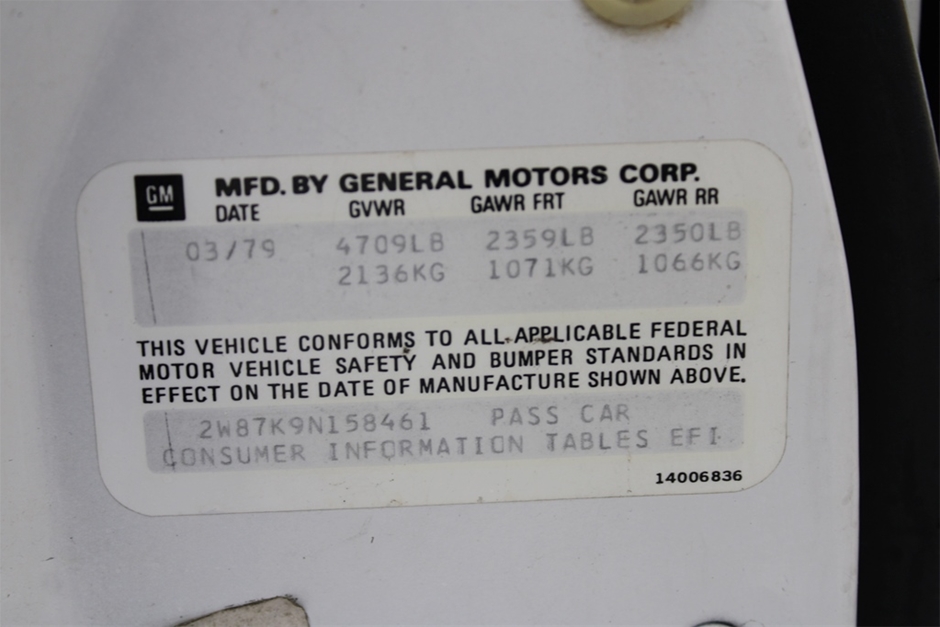 GM MFD. BY GENERAL MOTORS CORP.
DATE GVWR GAWR FRT GAWR RR
03/79 4709LB 2359LB 2350LB
2136KG 1071KG 1066KG
THIS VEHICLE CONFORMS TO ALL APPLICABLE FEDERAL
MOTOR VEHICLE SAFETY AND BUMPER STANDARDS IN
EFFECT ON THE DATE OF MANUFACTURE SHOWN ABOVE.
2W87K9N158461 PASS CAR
CONSUMER INFORMATION TABLES EFI
14006836